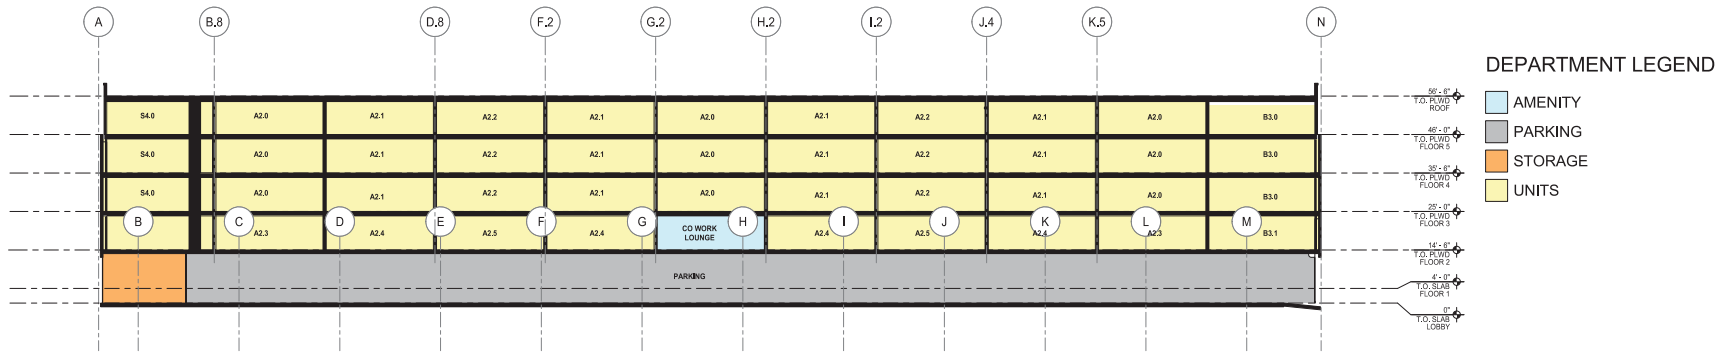 A B.8 D.8 F.2 G.2 H.2 I.2 J.4 K.5 N
DEPARTMENT LEGEND
AMENITY
PARKING
STORAGE
UNITS
56' - 6"
T.O. PLWD
ROOF
S4.0 A2.0 A2.1 A2.2 A2.1 A2.0 A2.1 A2.2 A2.1 A2.0 B3.0
46' - 0"
T.O. PLWD
FLOOR 5
S4.0 A2.0 A2.1 A2.2 A2.1 A2.0 A2.1 A2.2 A2.1 A2.0 B3.0
35' - 6"
T.O. PLWD
FLOOR 4
S4.0 A2.0 A2.1 A2.2 A2.1 A2.0 A2.1 A2.2 A2.1 A2.0 B3.0
25' - 0"
T.O. PLWD
FLOOR 3
B C D E F G H I J K L M
A2.3 A2.4 A2.5 A2.4 CO WORK A2.4 A2.5 A2.4 A2.3 B3.1
LOUNGE
14' - 6"
T.O. PLWD
FLOOR 2
PARKING
4' - 0"
T.O. SLAB
FLOOR 1
0"
T.O. SLAB
LOBBY